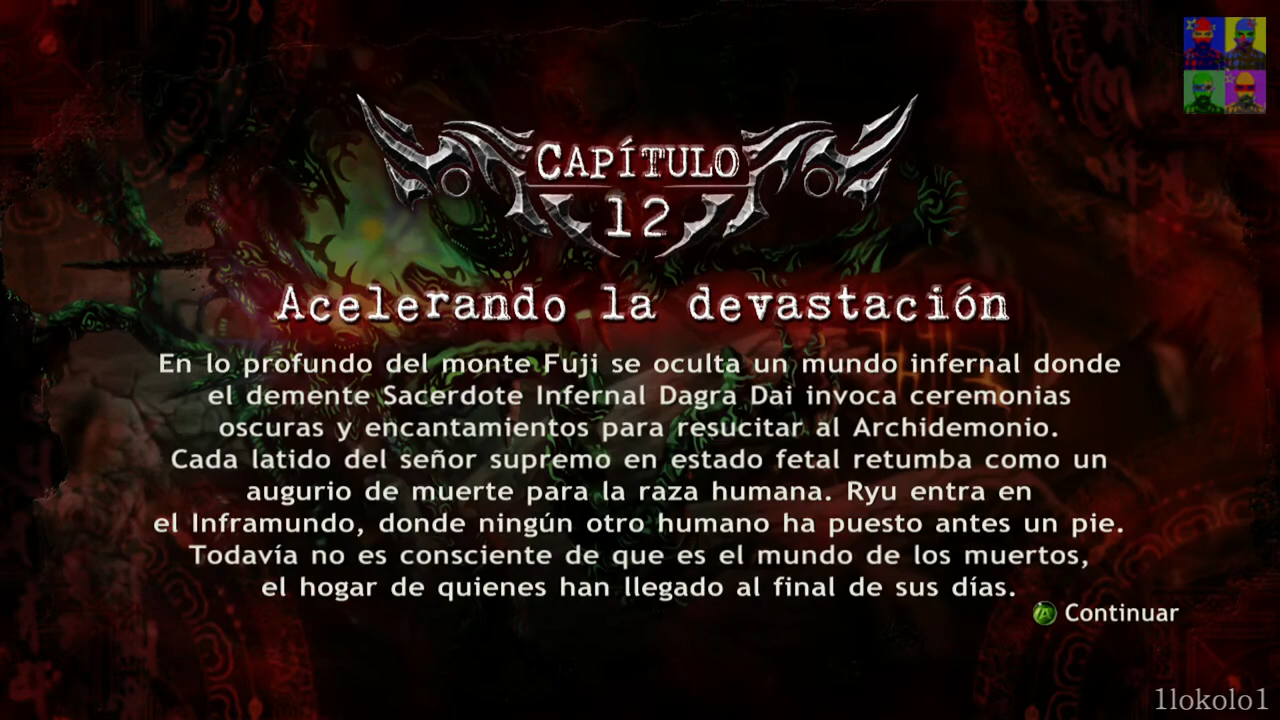 CAPÍTULO
12
Acelerando la devastación
En lo profundo del monte Fuji se oculta un mundo infernal donde
el demente Sacerdote Infernal Dagra Dai invoca ceremonias
oscuras y encantamientos para resucitar al Archidemonio.
Cada latido del señor supremo en estado fetal retumba como un
augurio de muerte para la raza humana. Ryu entra en
el Inframundo, donde ningún otro humano ha puesto antes un pie.
Todavía no es consciente de que es el mundo de los muertos,
el hogar de quienes han llegado al final de sus días.
A Continuar
1lokolo1